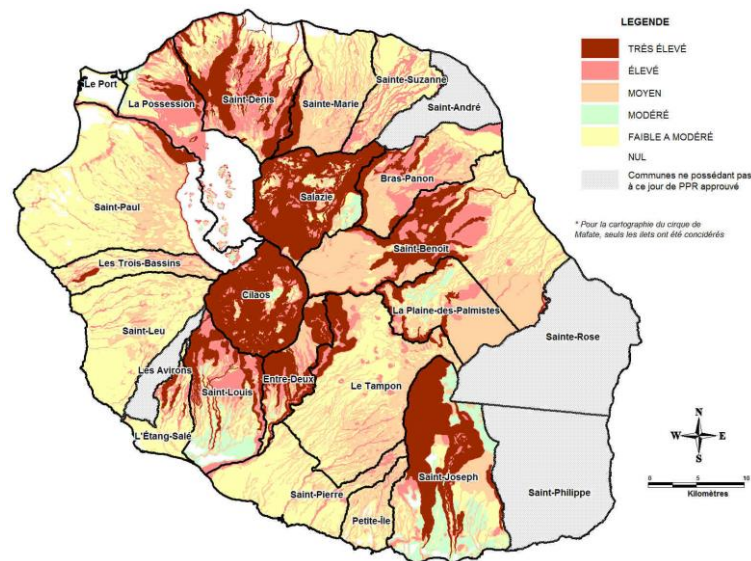 LEGENDE
TRÈS ÉLEVÉ
ÉLEVÉ
MOYEN
MODÉRÉ
FAIBLE A MODÉRÉ
NUL
Communes ne possédant pas
à ce jour de PPR approuvé
* Pour la cartographie du cirque de
Mafate, seuls les ilets ont été concidérés
Le Port
La Possession
Saint-Denis
Sainte-Marie
Sainte-Suzanne
Saint-André
Bras-Panon
Salazie
Saint-Paul
Saint-Benoit
Les Trois-Bassins
Cilaos
La Plaine-des-Palmistes
Saint-Leu
Sainte-Rose
Les Avirons
Saint-Louis
Entre-Deux
Le Tampon
L'Étang-Salé
Saint-Joseph
Saint-Pierre
Petite-Île
Saint-Philippe
N
W E
S
0 5 10
Kilomètres